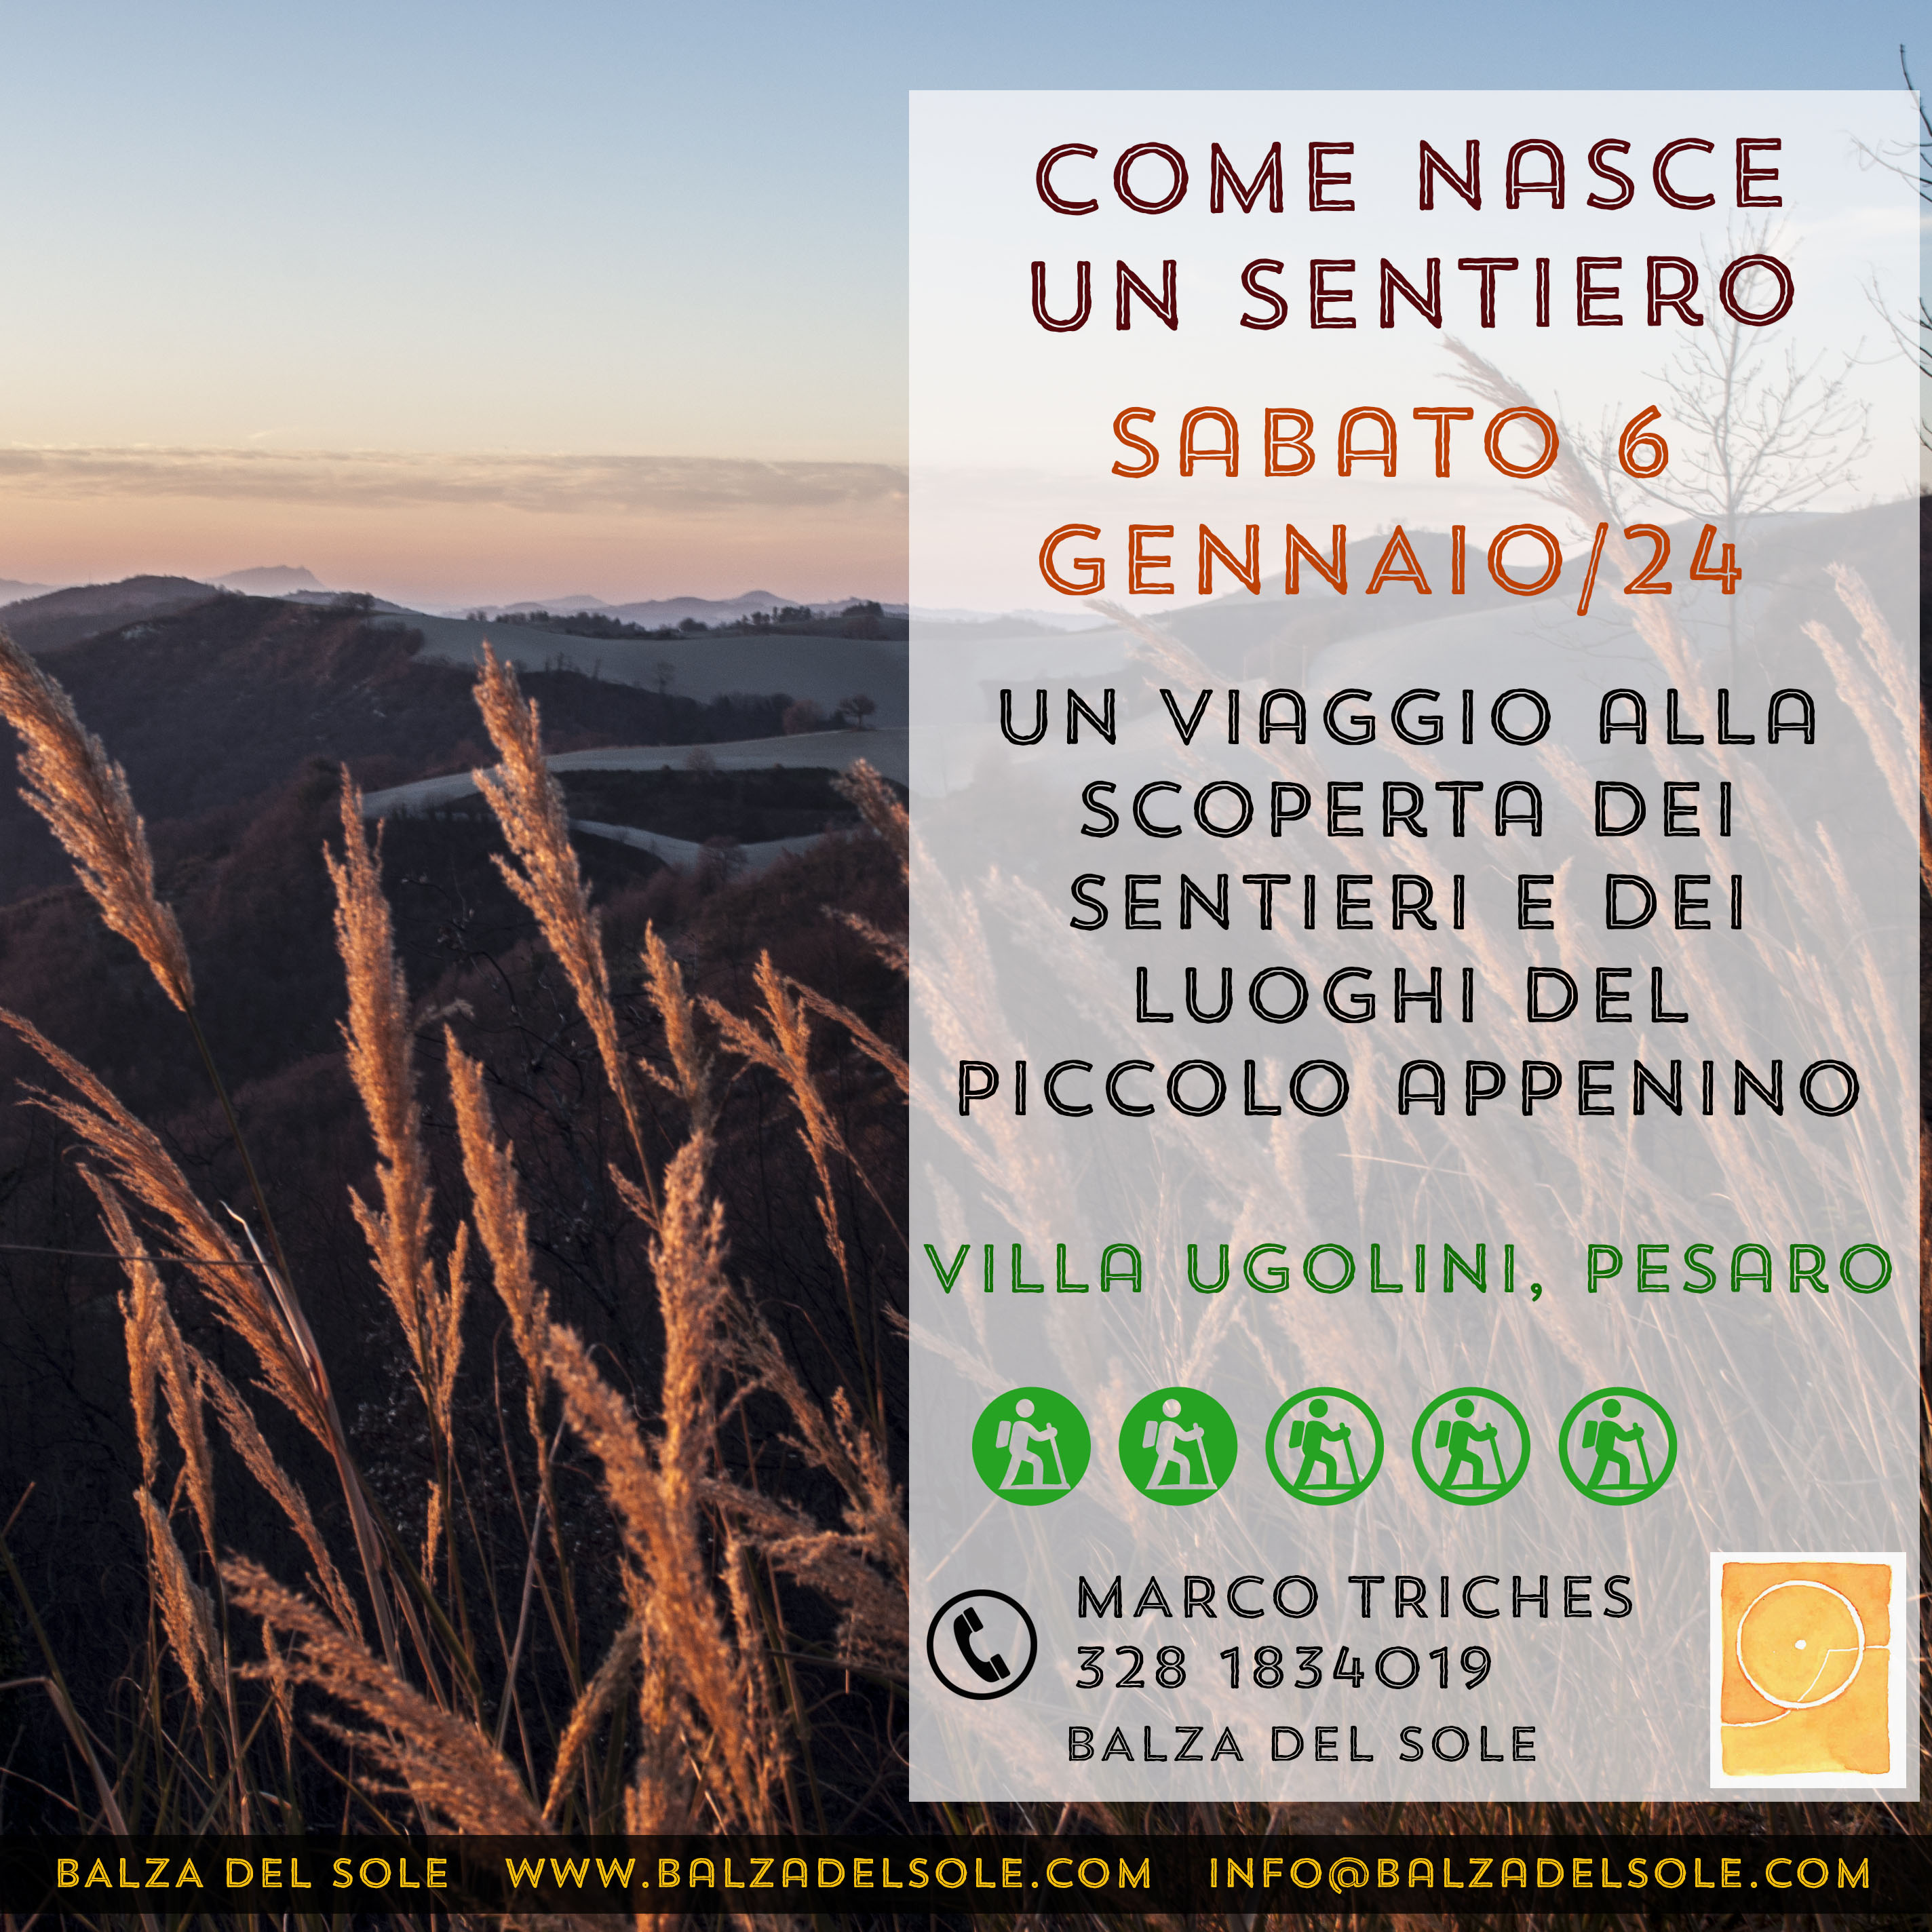 COME NASCE
UN SENTIERO
SABATO 6
GENNAIO/24
UN VIAGGIO ALLA
SCOPERTA DEI
SENTIERI E DEI
LUOGHI DEL
PICCOLO APPENINO
VILLA UGOLINI, PESARO
MARCO TRICHES
328 1834019
BALZA DEL SOLE
BALZA DEL SOLE WWW.BALZADELSOLE.COM INFO@BALZADELSOLE.COM